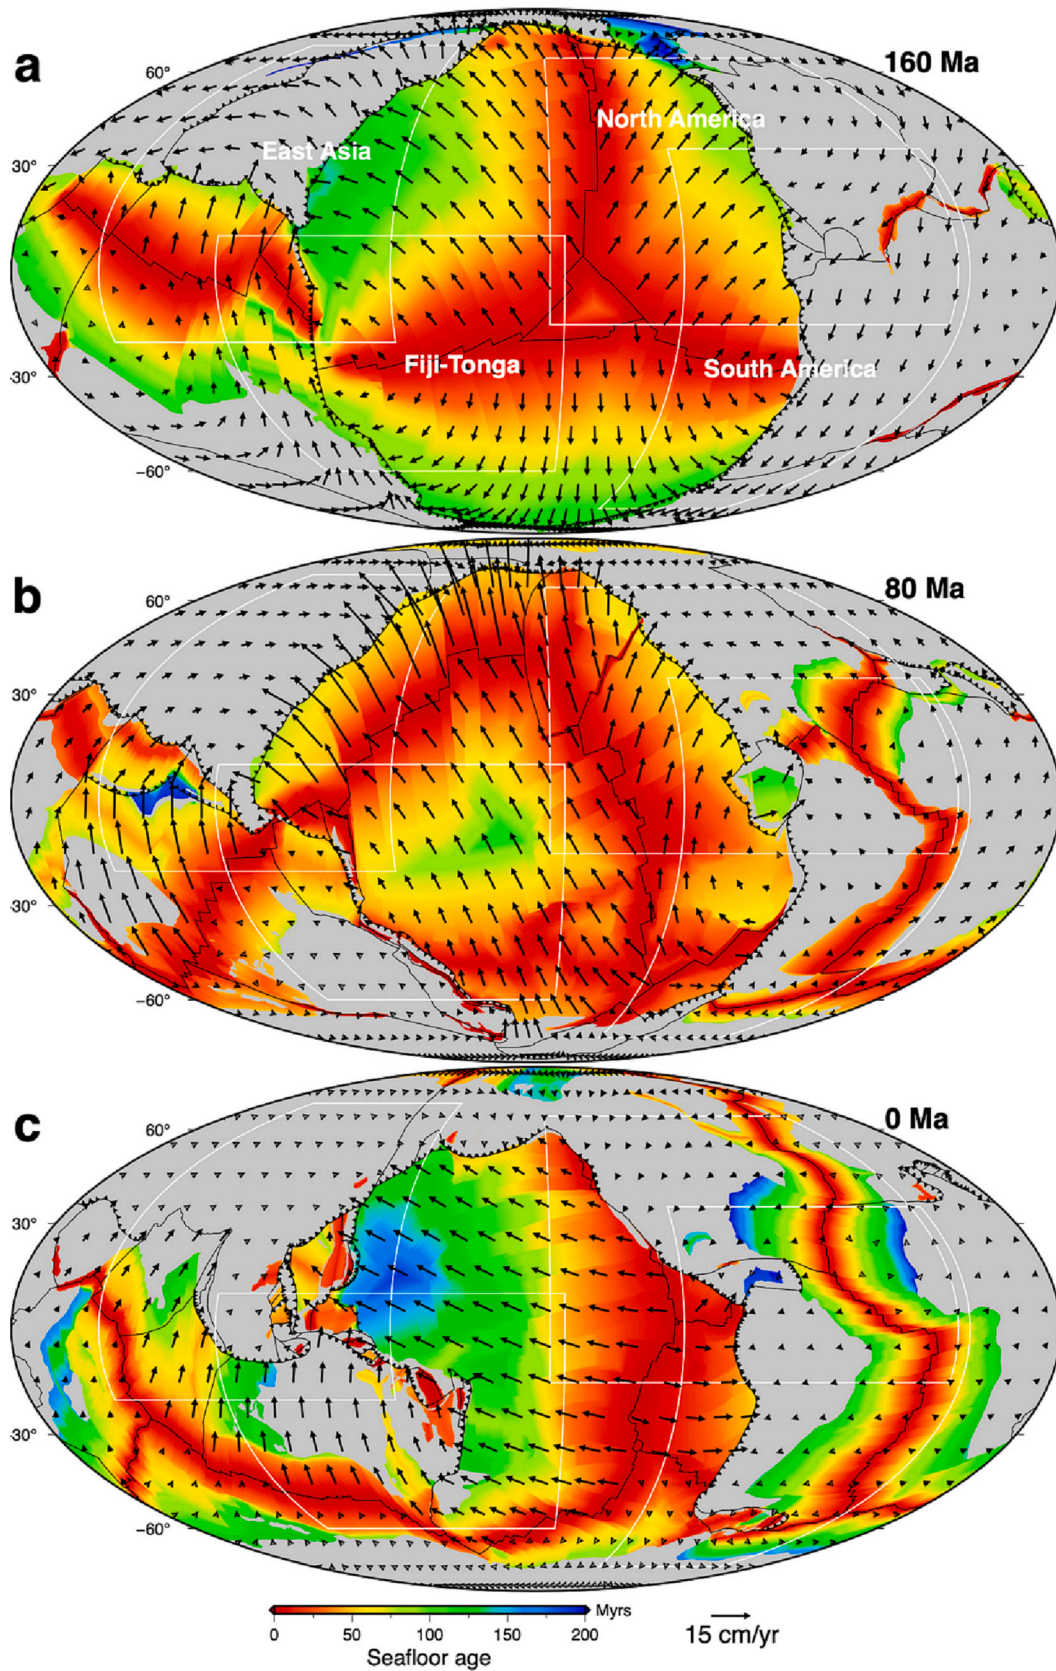 a
160 Ma
60°
North America
East Asia
30°
Fiji-Tonga
South America
-30°
−60°
b
80 Ma
60°
30°
-30°
−60°
c
0 Ma
60°
30°
-30°
−60°
Myrs
0 50 100 150 200
Seafloor age
15 cm/yr